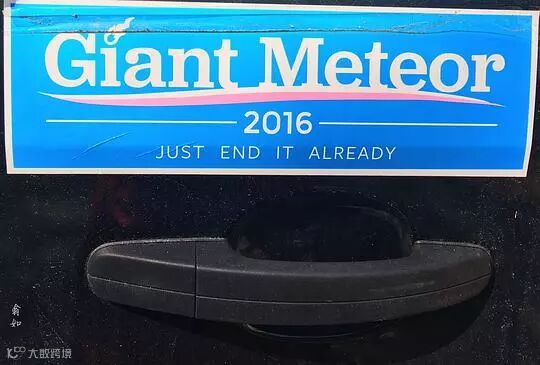 Giant Meteor
2016
JUST END IT ALREADY
大数跨境